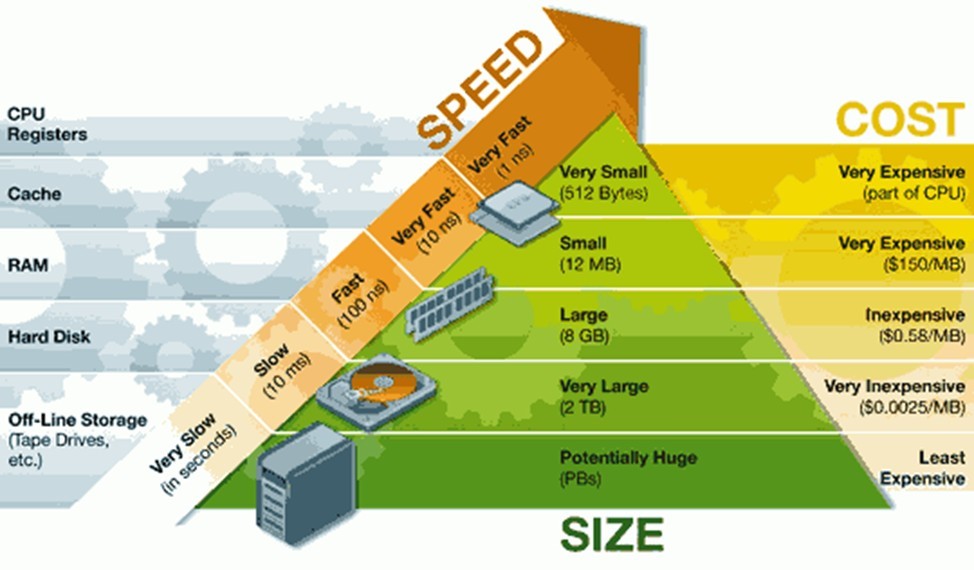 SPEED
COST
CPU
Registers
Very Fast
(1 ns)
Very Small
(512 Bytes)
Very Expensive
(part of CPU)
Cache
Very Fast
(10 ns)
Small
(12 MB)
Very Expensive
($150/MB)
RAM
Fast
(100 ns)
Large
(8 GB)
Inexpensive
($0.58/MB)
Hard Disk
Slow
(10 ms)
Very Large
(2 TB)
Very Inexpensive
($0.0025/MB)
Off-Line Storage
(Tape Drives,
etc.)
Very Slow
(in seconds)
Potentially Huge
(PBs)
Least
Expensive
SIZE